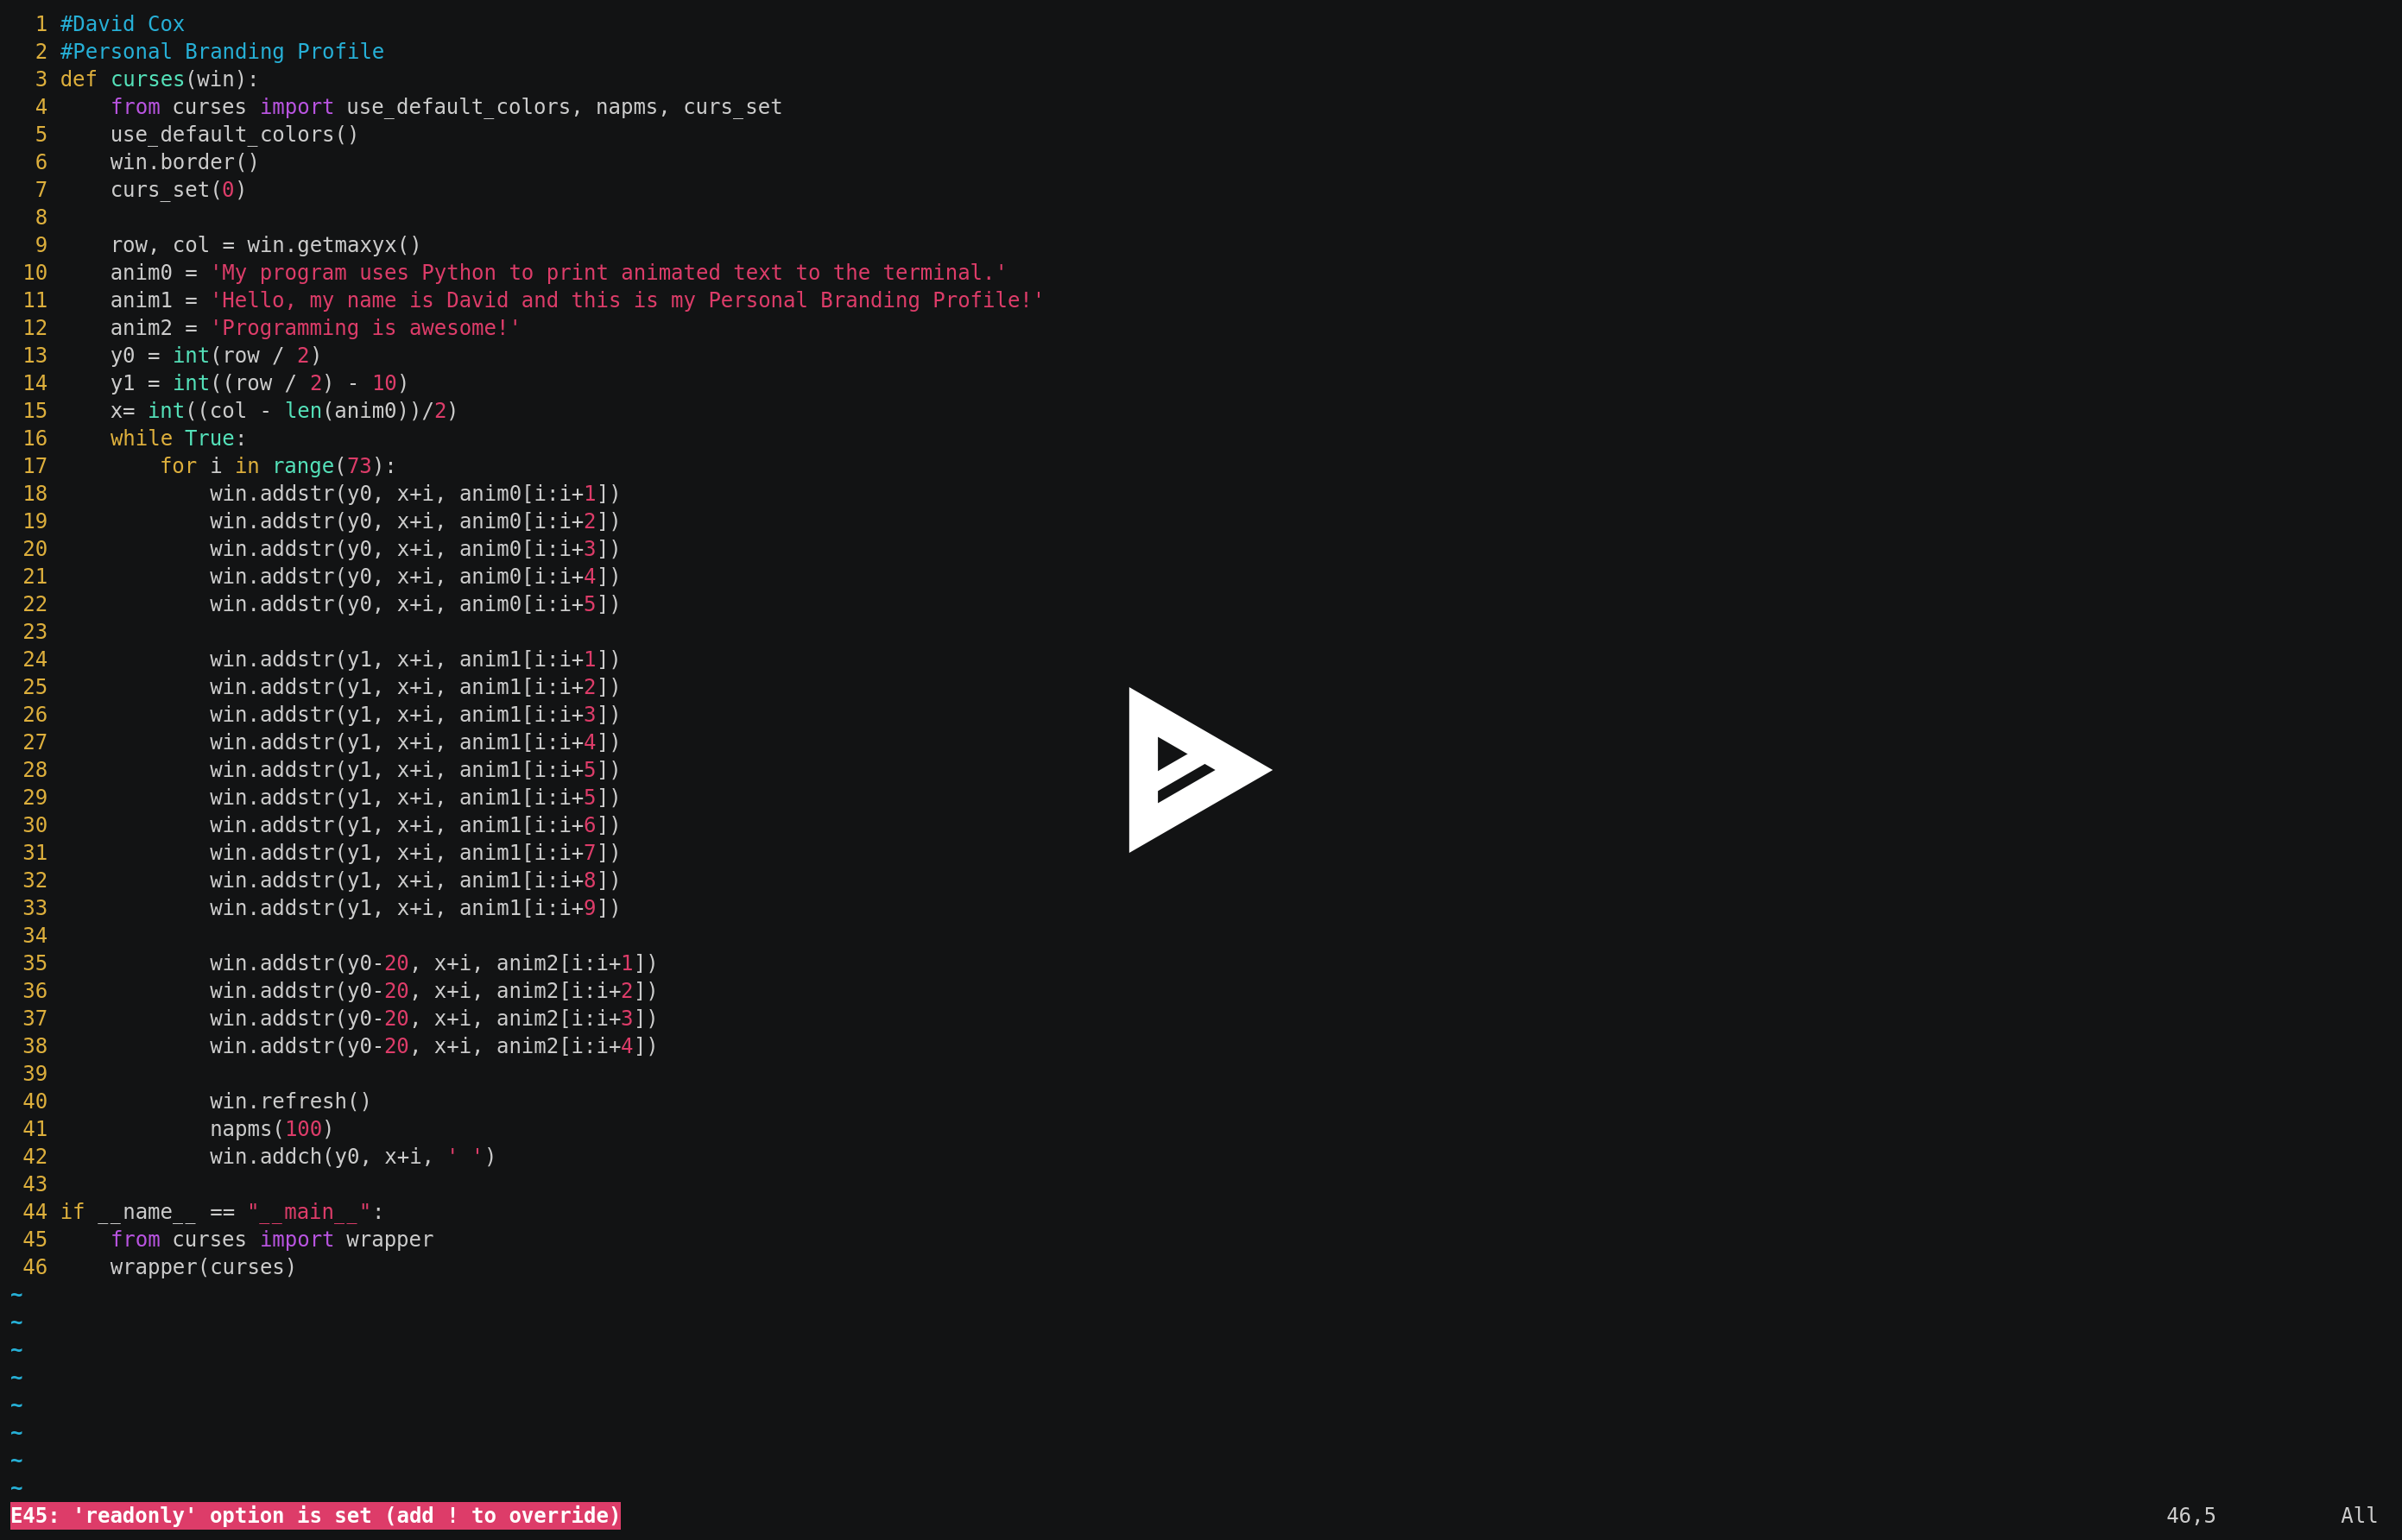 1 #David Cox
2 #Personal Branding Profile
3 def curses(win):
4     from curses import use_default_colors, napms, curs_set
5     use_default_colors()
6     win.border()
7     curs_set(0)
8
9     row, col = win.getmaxyx()
10     anim0 = 'My program uses Python to print animated text to the terminal.'
11     anim1 = 'Hello, my name is David and this is my Personal Branding Profile!'
12     anim2 = 'Programming is awesome!'
13     y0 = int(row / 2)
14     y1 = int((row / 2) - 10)
15     x= int((col - len(anim0))/2)
16     while True:
17         for i in range(73):
18             win.addstr(y0, x+i, anim0[i:i+1])
19             win.addstr(y0, x+i, anim0[i:i+2])
20             win.addstr(y0, x+i, anim0[i:i+3])
21             win.addstr(y0, x+i, anim0[i:i+4])
22             win.addstr(y0, x+i, anim0[i:i+5])
23
24             win.addstr(y1, x+i, anim1[i:i+1])
25             win.addstr(y1, x+i, anim1[i:i+2])
26             win.addstr(y1, x+i, anim1[i:i+3])
27             win.addstr(y1, x+i, anim1[i:i+4])
28             win.addstr(y1, x+i, anim1[i:i+5])
29             win.addstr(y1, x+i, anim1[i:i+5])
30             win.addstr(y1, x+i, anim1[i:i+6])
31             win.addstr(y1, x+i, anim1[i:i+7])
32             win.addstr(y1, x+i, anim1[i:i+8])
33             win.addstr(y1, x+i, anim1[i:i+9])
34
35             win.addstr(y0-20, x+i, anim2[i:i+1])
36             win.addstr(y0-20, x+i, anim2[i:i+2])
37             win.addstr(y0-20, x+i, anim2[i:i+3])
38             win.addstr(y0-20, x+i, anim2[i:i+4])
39
40             win.refresh()
41             napms(100)
42             win.addch(y0, x+i, ' ')
43
44 if __name__ == "__main__":
45     from curses import wrapper
46     wrapper(curses)
~
~
~
~
~
~
~
~
E45: 'readonly' option is set (add ! to override) 46,5 All